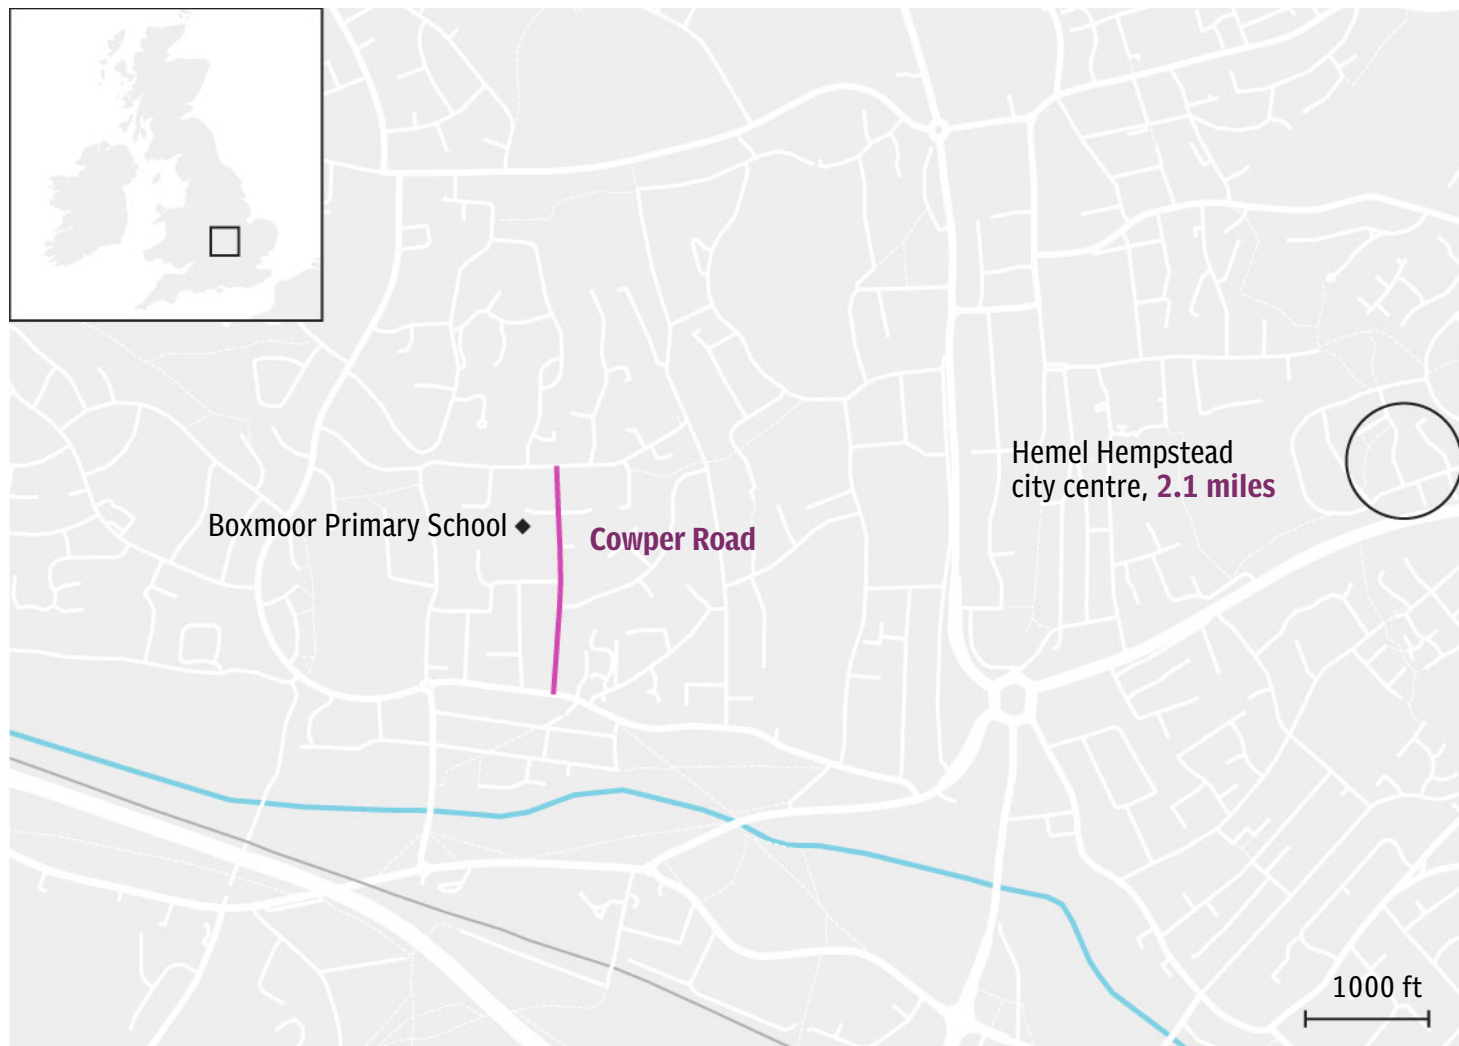 Hemel Hempstead
city centre, 2.1 miles
Boxmoor Primary School
Cowper Road
1000 ft